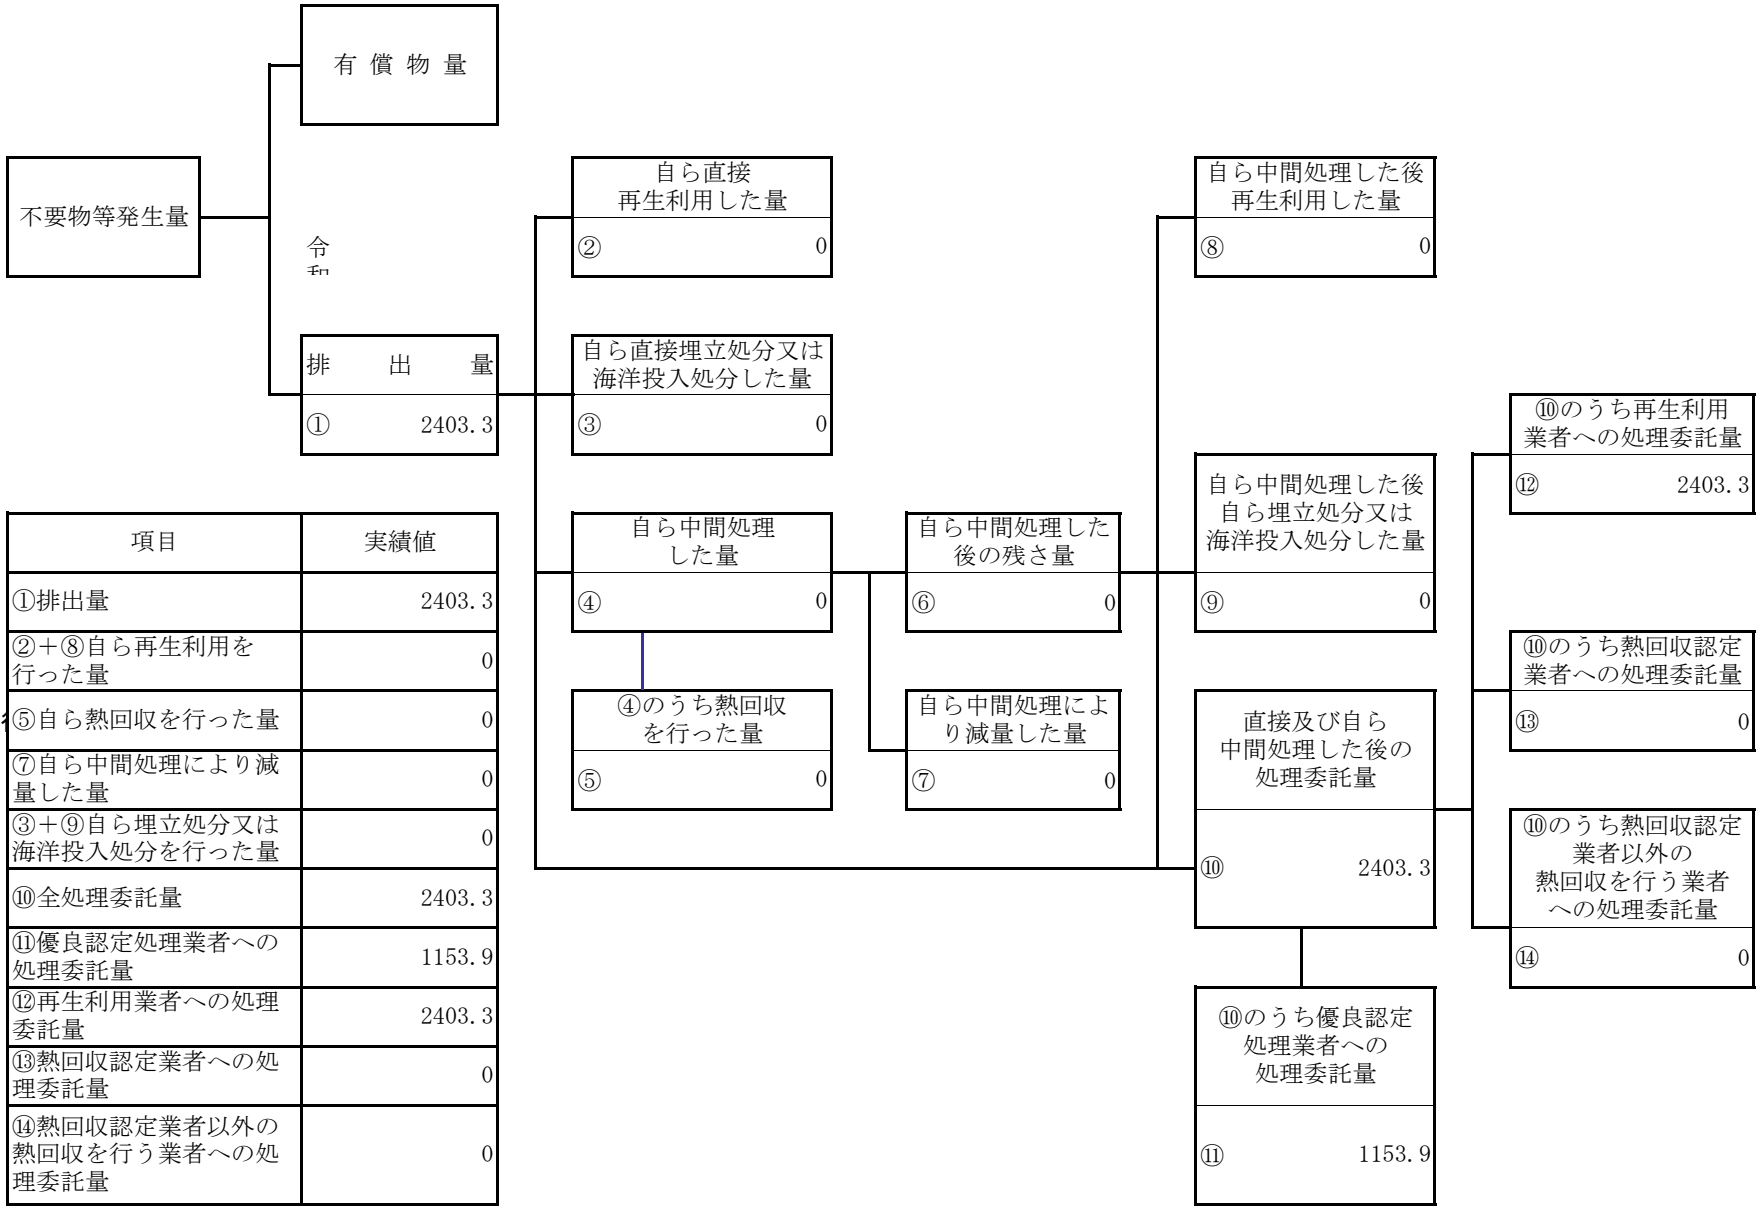 有償物量
不要物等発生量
令
和
自ら直接
再生利用した量
② 0
自ら中間処理した後
再生利用した量
⑧ 0
排出量
① 2403.3
自ら直接埋立処分又は
海洋投入処分した量
③ 0
⑩のうち再生利用
業者への処理委託量
⑫ 2403.3
自ら中間処理した後
自ら埋立処分又は
海洋投入処分した量
⑨ 0
自ら中間処理
した量
④ 0
自ら中間処理した
後の残さ量
⑥ 0
⑩のうち熱回収認定
業者への処理委託量
⑬ 0
④のうち熱回収
を行った量
⑤ 0
自ら中間処理によ
り減量した量
⑦ 0
直接及び自ら
中間処理した後の
処理委託量
⑩ 2403.3
⑩のうち熱回収認定
業者以外の
熱回収を行う業者
への処理委託量
⑭ 0
⑩のうち優良認定
処理業者への
処理委託量
⑪ 1153.9
項目 実績値
①排出量 2403.3
②+⑧自ら再生利用を
行った量 0
⑤自ら熱回収を行った量 0
⑦自ら中間処理により減
量した量 0
③+⑨自ら埋立処分又は
海洋投入処分を行った量 0
⑩全処理委託量 2403.3
⑪優良認定処理業者への
処理委託量 1153.9
⑫再生利用業者への処理
委託量 2403.3
⑬熱回収認定業者への処
理委託量 0
⑭熱回収認定業者以外の
熱回収を行う業者への処
理委託量 0